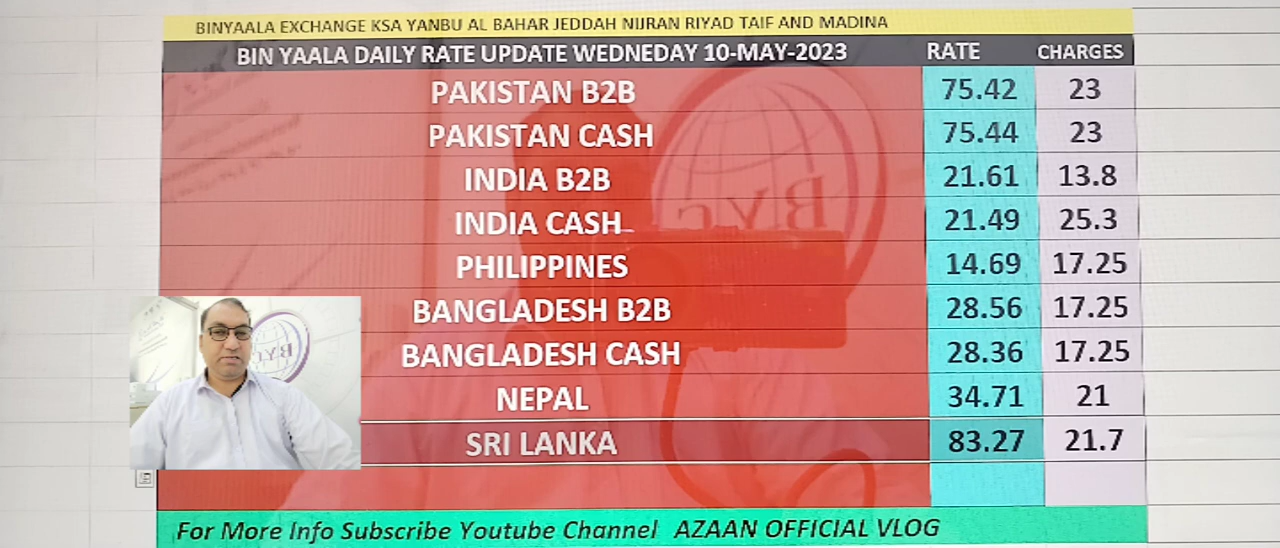 BINYAALA EXCHANGE KSA YANBU AL BAHAR JEDDAH NIJRAN RIYAD TAIF AND MADINA
BIN YAALA DAILY RATE UPDATE WEDNEDAY 10-MAY-2023 RATE CHARGES
PAKISTAN B2B 75.42 23
PAKISTAN CASH 75.44 23
INDIA B2B 21.61 13.8
INDIA CASH 21.49 25.3
PHILIPPINES 14.69 17.25
BANGLADESH B2B 28.56 17.25
BANGLADESH CASH 28.36 17.25
NEPAL 34.71 21
SRI LANKA 83.27 21.7
For More Info Subscribe Youtube Channel AZAAN OFFICIAL VLOG